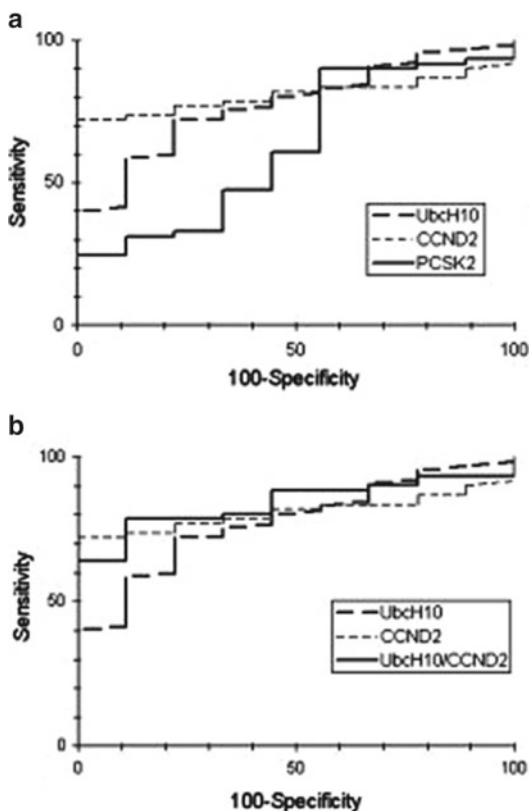 a
100
Sensitivity
50
UbcH10
CCND2
PCSK2
0
0
50
100
100-Specificity
b
100
Sensitivity
50
UbcH10
CCND2
UbcH10/CCND2
0
0
50
100
100-Specificity